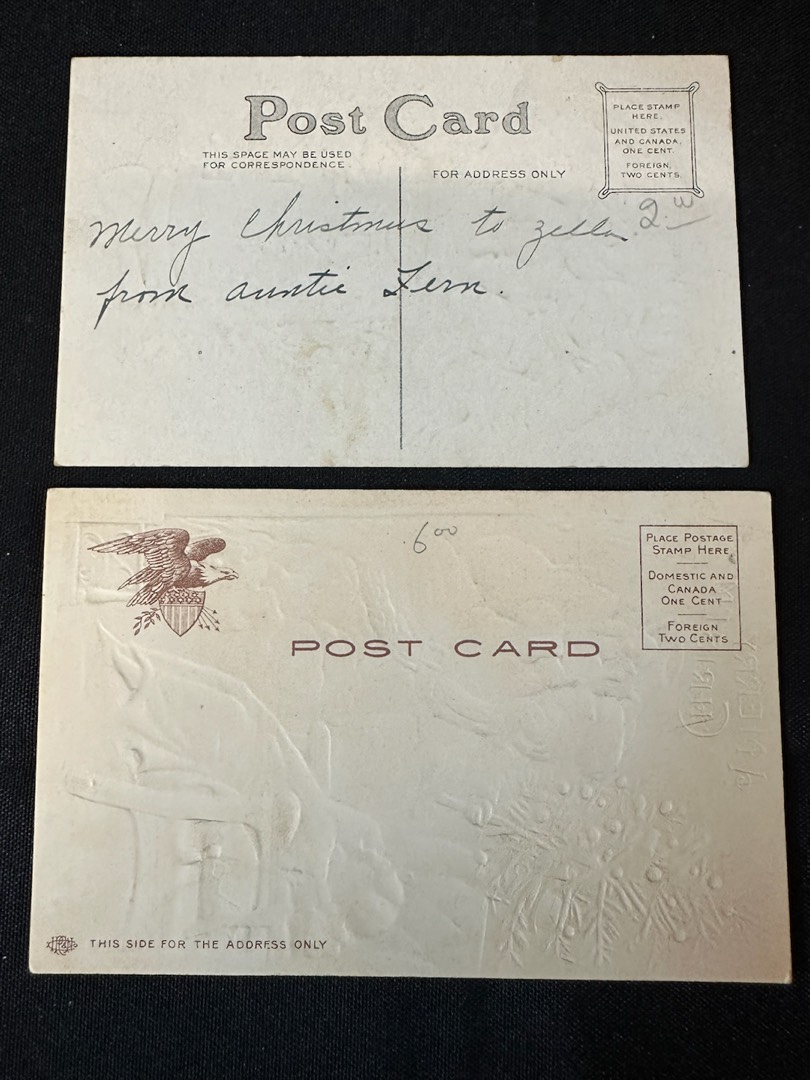 Post Card
THIS SPACE MAY BE USED
FOR CORRESPONDENCE.
FOR ADDRESS ONLY
PLACE STAMP
HERE.
UNITED STATES
AND CANADA,
ONE CENT.
FOREIGN,
TWO CENTS.
Merry Christmas to Zella
from auntie Fern.
6 00
POST CARD
PLACE POSTAGE
STAMP HERE
DOMESTIC AND
CANADA
ONE CENT
FOREIGN
TWO CENTS
THIS SIDE FOR THE ADDRESS ONLY